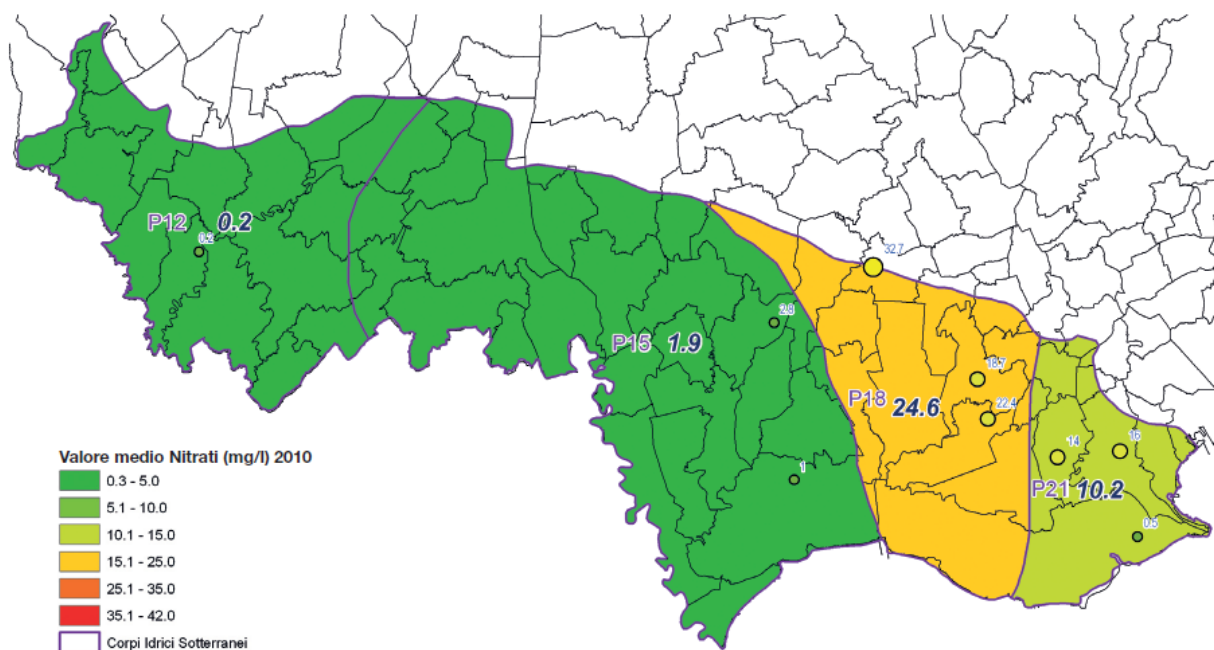 P12 0.2
0.2
32.7
2.8
P15 1.9
18.7
P18 24.6
22.4
14
16
P21 10.2
1
0.5
Valore medio Nitrati (mg/l) 2010
0.3 - 5.0
5.1 - 10.0
10.1 - 15.0
15.1 - 25.0
25.1 - 35.0
35.1 - 42.0
Corpi Idrici Sotterranei